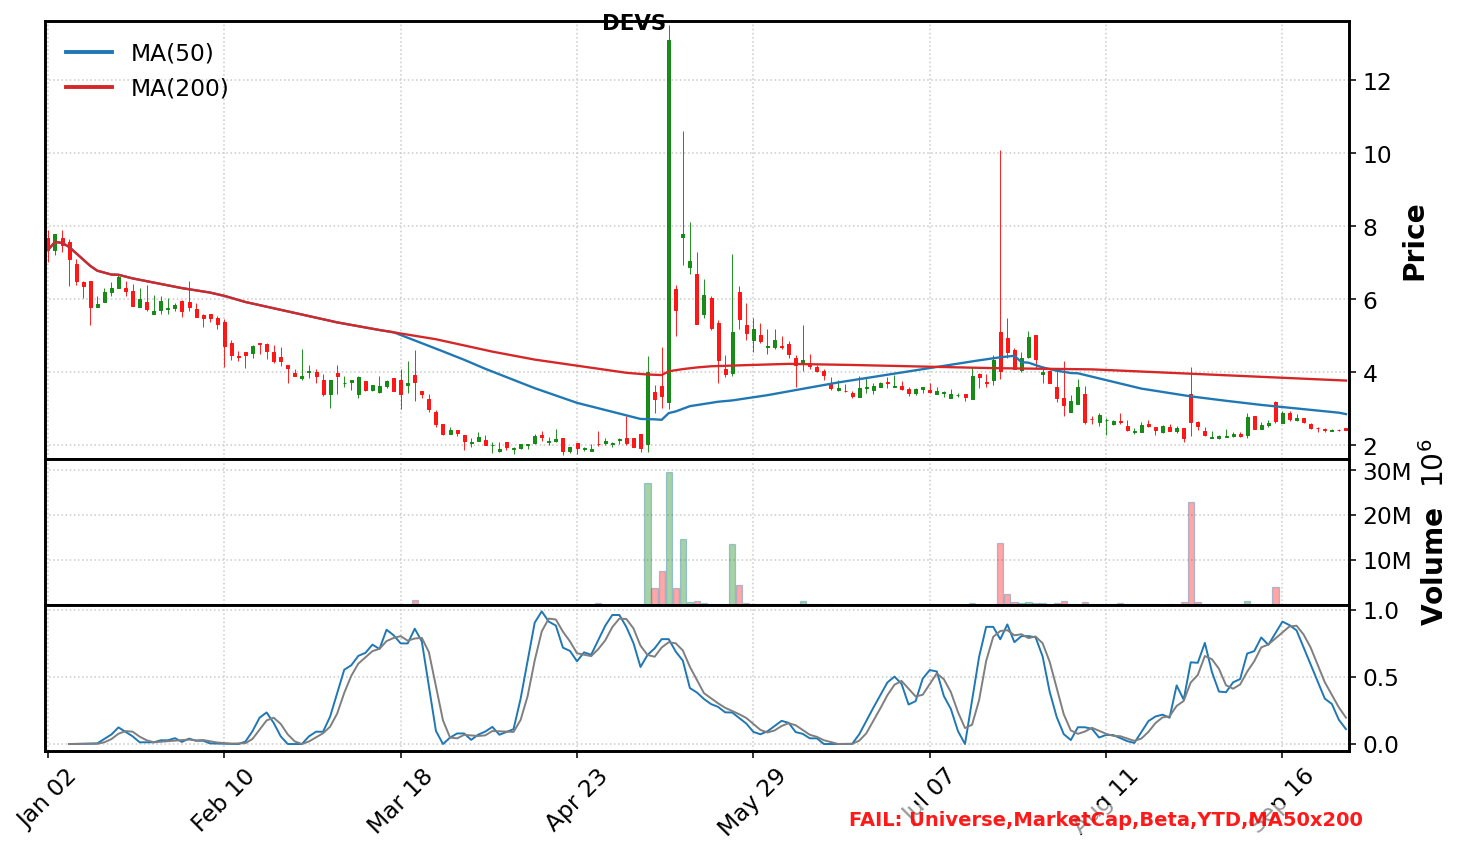 DEVS
MA(50)
MA(200)
12
10
8
6
4
2
Price
30M
20M
10M
Volume 10^6
1.0
0.5
0.0
Jan 02
Feb 10
Mar 18
Apr 23
May 29
Jul 07
Aug 11
Sep 16
FAIL: Universe,MarketCap,Beta,YTD,MA50x200